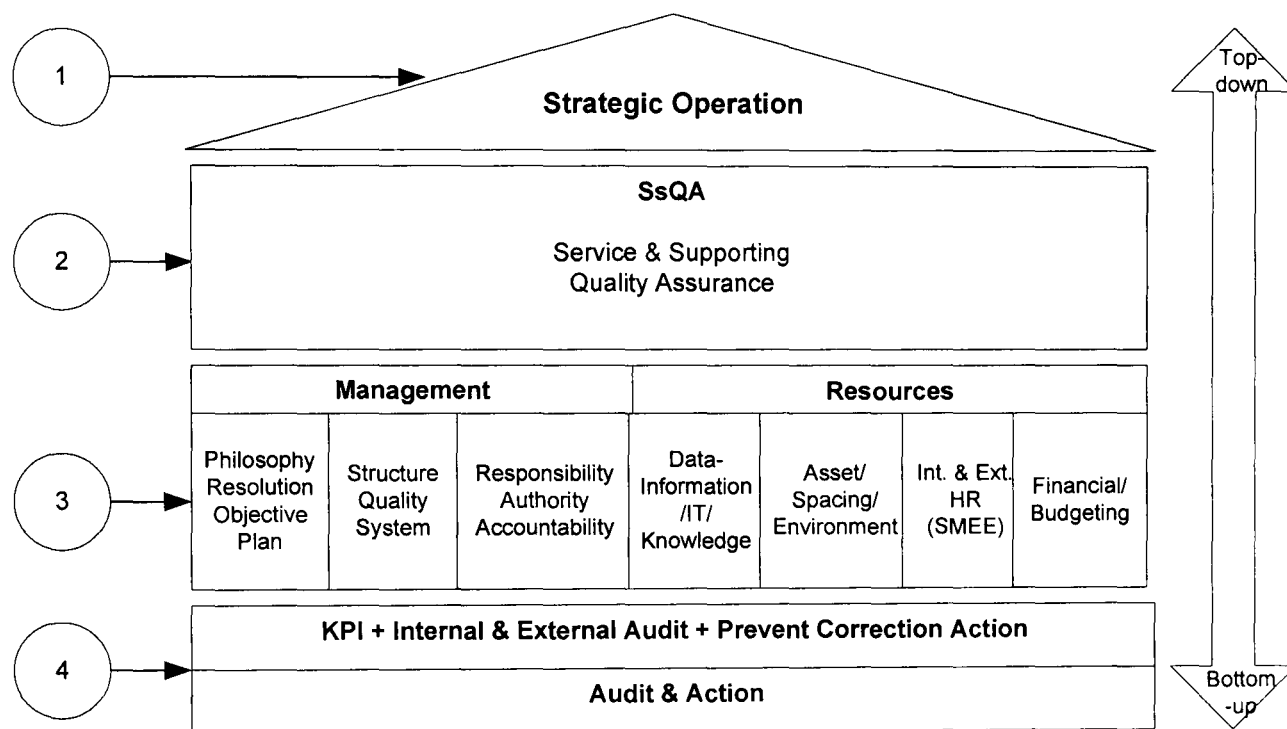 1
Strategic Operation
Top-
down
2
SsQA
Service & Supporting
Quality Assurance
3
Management
Resources
Philosophy
Resolution
Objective
Plan
Structure
Quality
System
Responsibility
Authority
Accountability
Data-
Information
/IT/
Knowledge
Asset/
Spacing/
Environment
Int. & Ext.
HR
(SMEE)
Financial/
Budgeting
4
KPI + Internal & External Audit + Prevent Correction Action
Audit & Action
Bottom
-up